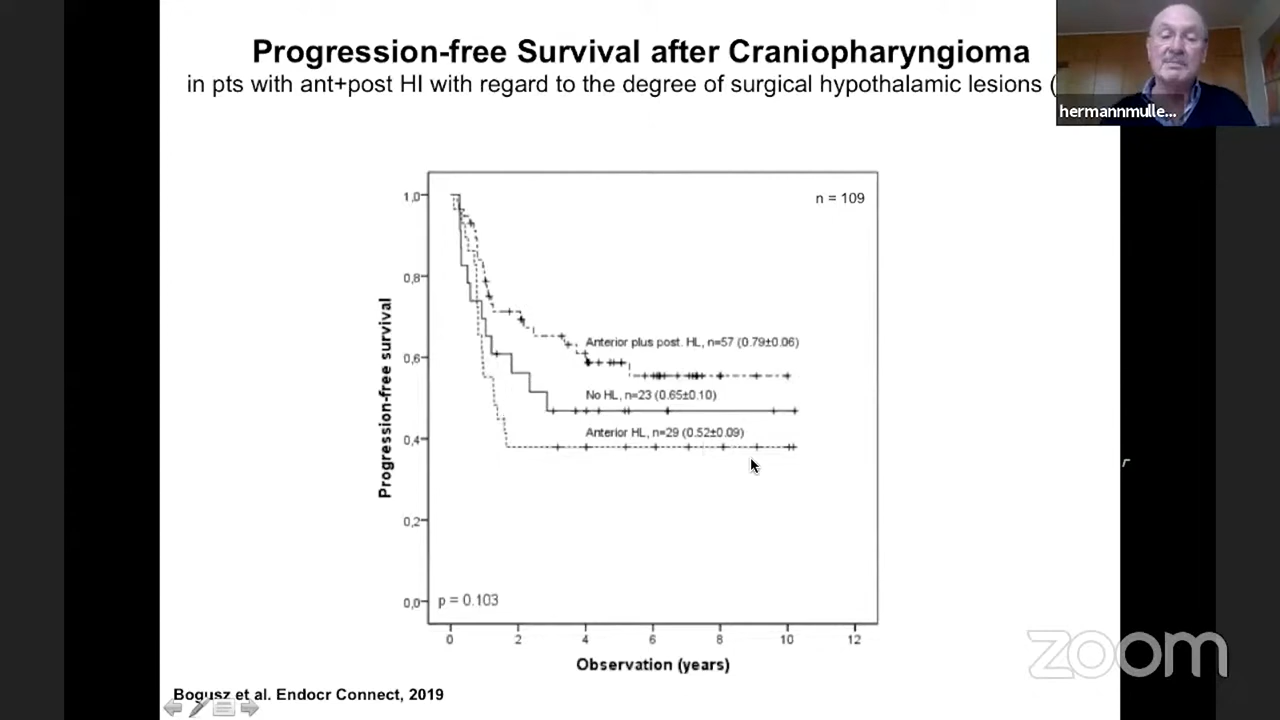 Progression-free Survival after Craniopharyngioma
in pts with ant+post HI with regard to the degree of surgical hypothalamic lesions (
hermannmulle...
n = 109
1,0
0,8
0,6
0,4
0,2
0,0
Progression-free survival
Anterior plus post. HL, n=57 (0.79±0.06)
No HL, n=23 (0.65±0.10)
Anterior HL, n=29 (0.52±0.09)
r
p = 0.103
0 2 4 6 8 10 12
Observation (years)
zoom
Bogusz et al. Endocr Connect, 2019